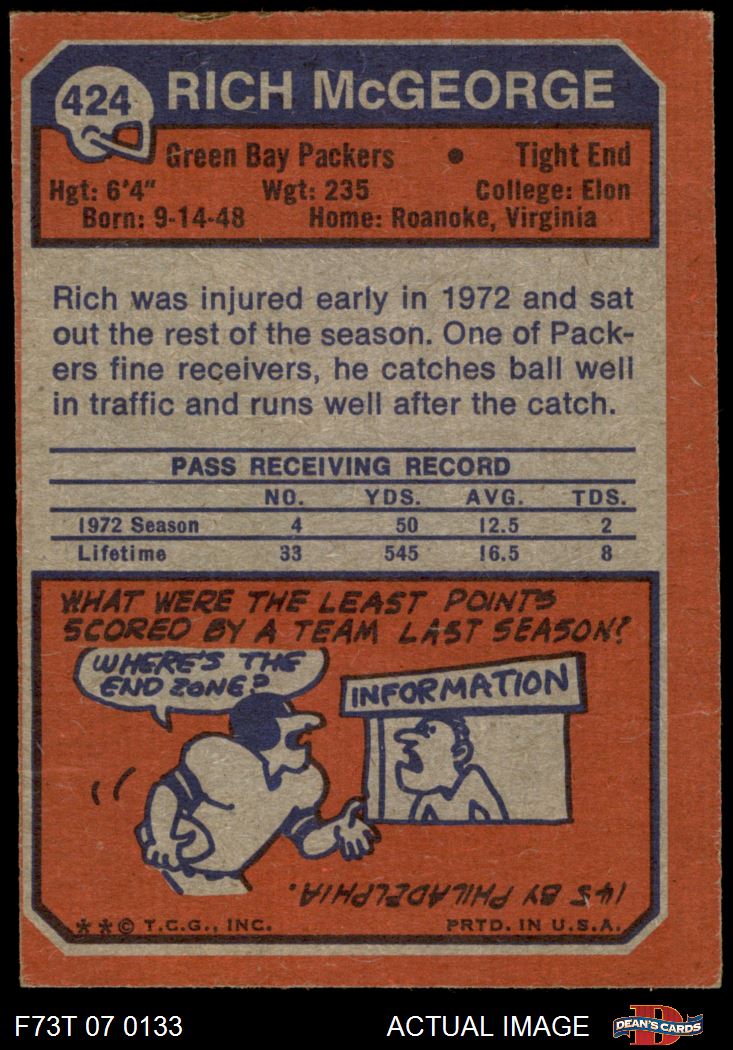 424 RICH McGEORGE
Green Bay Packers • Tight End
Hgt: 6'4" Wgt: 235 College: Elon
Born: 9-14-48 Home: Roanoke, Virginia
Rich was injured early in 1972 and sat
out the rest of the season. One of Pack-
ers fine receivers, he catches ball well
in traffic and runs well after the catch.
PASS RECEIVING RECORD
NO. YDS. AVG. TDS.
1972 Season 4 50 12.5 2
Lifetime 33 545 16.5 8
WHAT WERE THE LEAST POINTS
SCORED BY A TEAM LAST SEASON?
WHERE'S THE
END ZONE?
INFORMATION
145 BY PHILADELPHIA.
**© T.C.G., INC. PRTD. IN U.S.A.
F73T 07 0133 ACTUAL IMAGE D DEAN'S CARDS